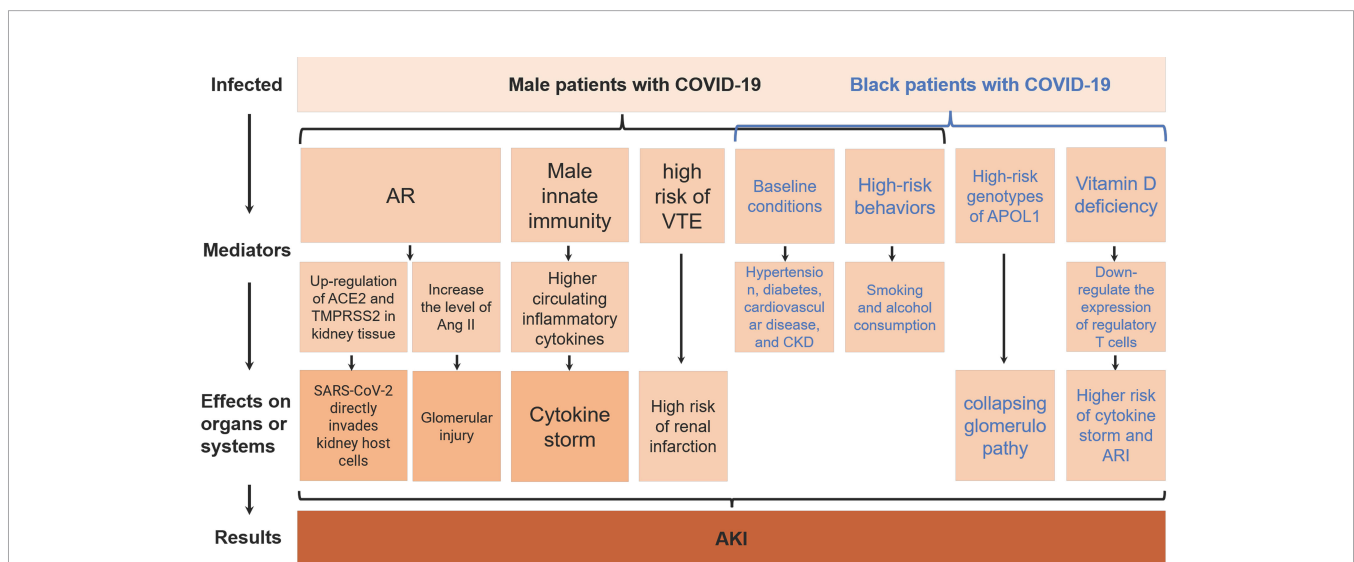 Infected
Male patients with COVID-19
Black patients with COVID-19
AR
Male
innate
immunity
high
risk of
VTE
Baseline
conditions
High-risk
behaviors
High-risk
genotypes
of APOL1
Vitamin D
deficiency
Mediators
Up-regulation
of ACE2 and
TMPRSS2 in
kidney tissue
Increase
the level of
Ang II
Higher
circulating
inflammatory
cytokines
Hypertensio
n, diabetes,
cardiovascul
ar disease,
and CKD
Smoking
and alcohol
consumption
Down-
regulate the
expression
of regulatory
T cells
Effects on
organs or
systems
SARS-CoV-2
directly
invades
kidney host
cells
Glomerular
injury
Cytokine
storm
High risk
of renal
infarction
collapsing
glomerulo
pathy
Higher risk
of cytokine
storm and
ARI
Results
AKI